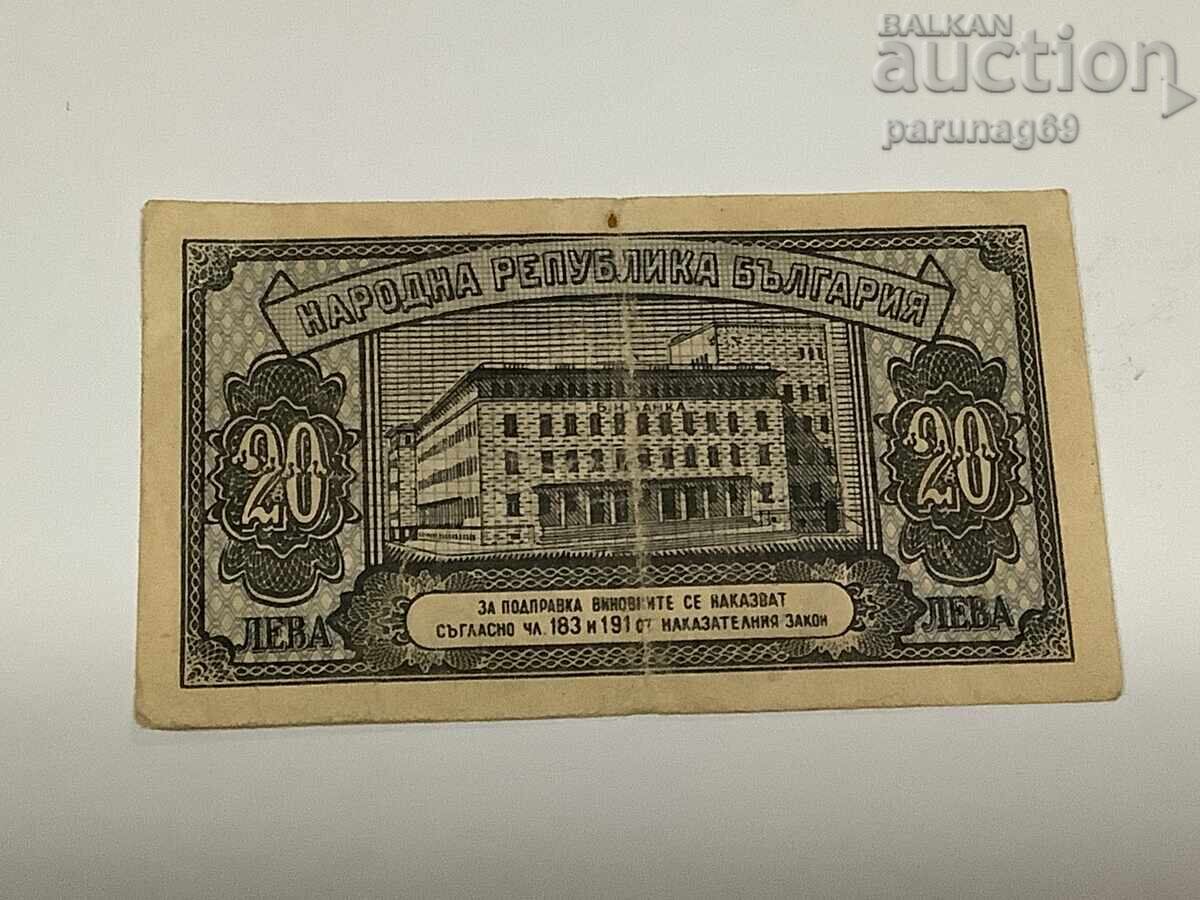 BALKAN
auction
parunag69
НАРОДНА РЕПУБЛИКА БЪЛГАРИЯ
БАНКА
20 20
ЛЕВА ЛЕВА
ЗА ПОДПРАВКА ВИНОВНИТЕ СЕ НАКАЗВАТ
СЪГЛАСНО ЧЛ. 183 И 191 ОТ НАКАЗАТЕЛНИЯ ЗАКОН